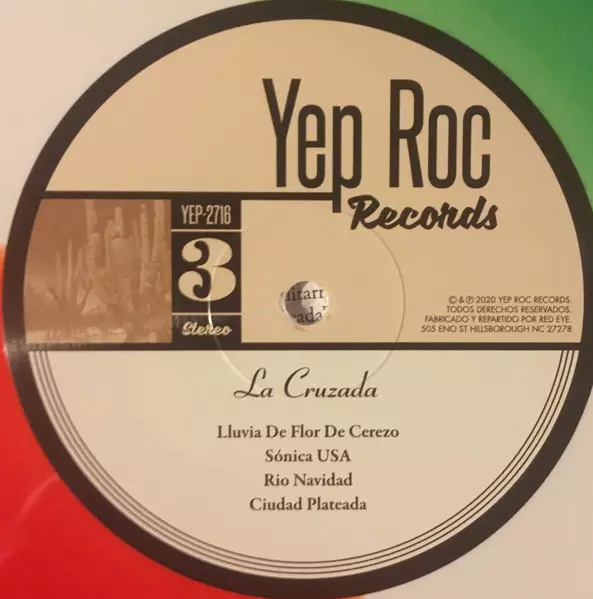 Yep Roc
Records
YEP-2716
3
Stereo
© & ℗ 2020 YEP ROC RECORDS.
TODOS DERECHOS RESERVADOS.
FABRICADO Y REPARTIDO POR RED EYE.
505 ENO ST HILLSBOROUGH NC 27278
La Cruzada
Lluvia De Flor De Cerezo
Sónica USA
Rio Navidad
Ciudad Plateada